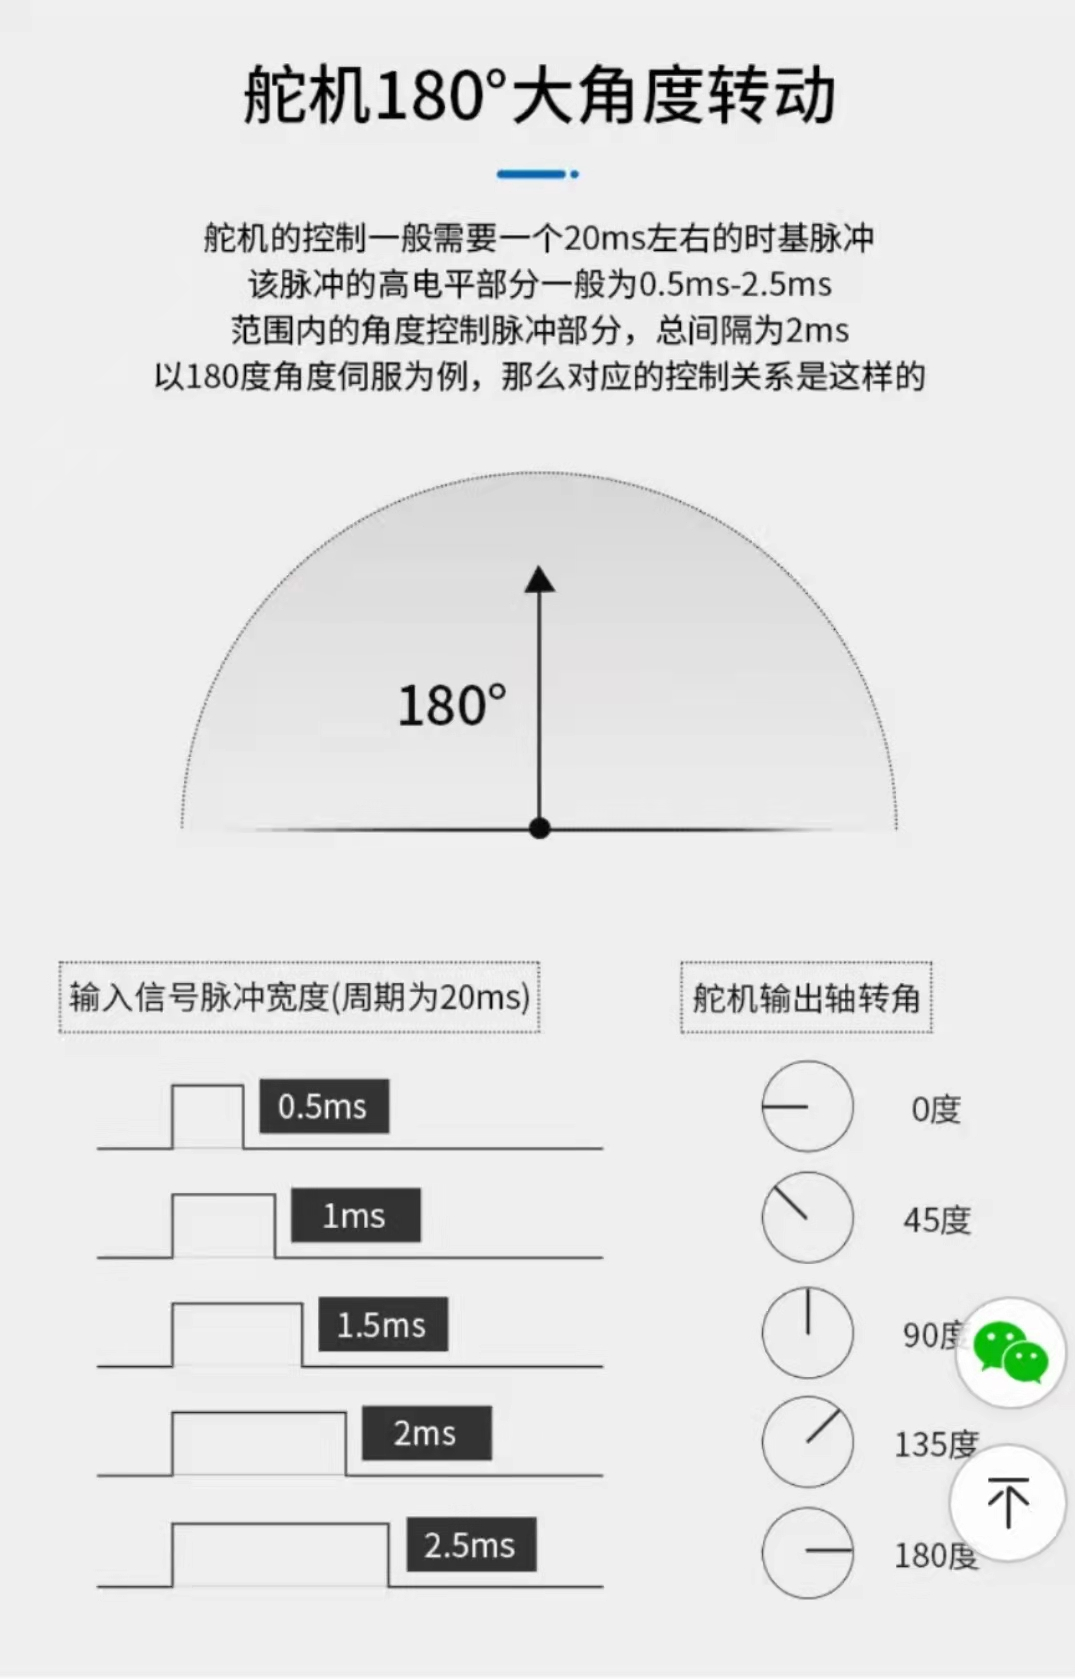 舵机180°大角度转动
舵机的控制一般需要一个20ms左右的时基脉冲
该脉冲的高电平部分一般为0.5ms-2.5ms
范围内的角度控制脉冲部分，总间隔为2ms
以180度角度伺服为例，那么对应的控制关系是这样的
180°
输入信号脉冲宽度(周期为20ms)
舵机输出轴转角
0.5ms
0度
1ms
45度
1.5ms
90度
2ms
135度
2.5ms
180度